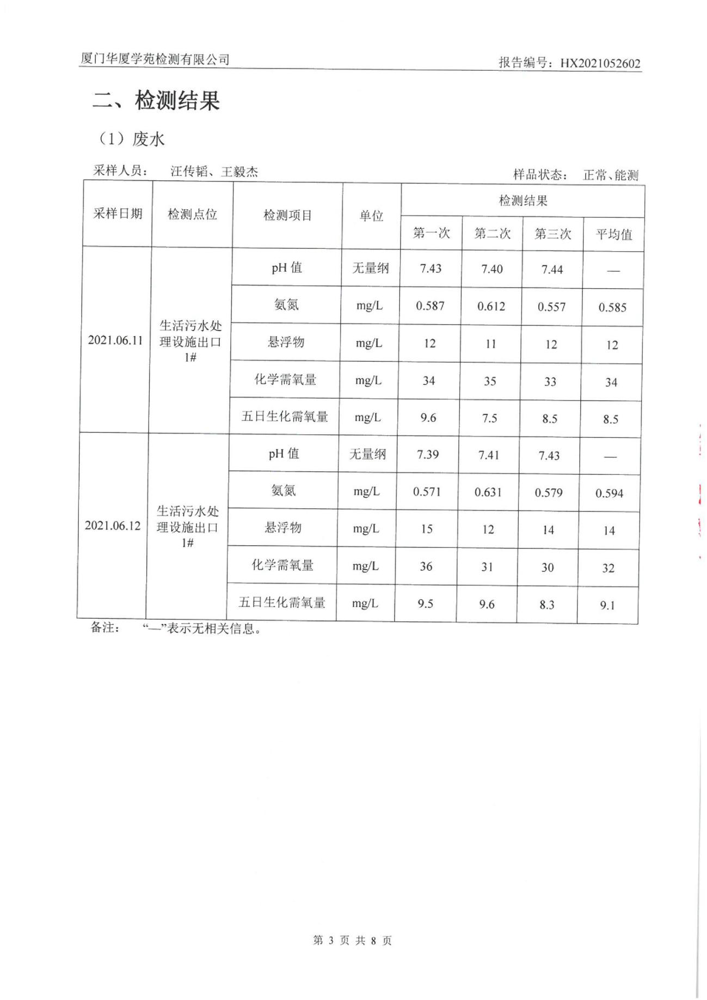 厦门华厦学苑检测有限公司 报告编号：HX2021052602
二、检测结果
（1）废水
采样人员： 汪传韬、王毅杰 样品状态： 正常、能测
采样日期 检测点位 检测项目 单位 检测结果
第一次 第二次 第三次 平均值
2021.06.11 生活污水处理设施出口1# pH 值 无量纲 7.43 7.40 7.44 —
氨氮 mg/L 0.587 0.612 0.557 0.585
悬浮物 mg/L 12 11 12 12
化学需氧量 mg/L 34 35 33 34
五日生化需氧量 mg/L 9.6 7.5 8.5 8.5
2021.06.12 生活污水处理设施出口1# pH 值 无量纲 7.39 7.41 7.43 —
氨氮 mg/L 0.571 0.631 0.579 0.594
悬浮物 mg/L 15 12 14 14
化学需氧量 mg/L 36 31 30 32
五日生化需氧量 mg/L 9.5 9.6 8.3 9.1
备注： “—”表示无相关信息。
第 3 页 共 8 页